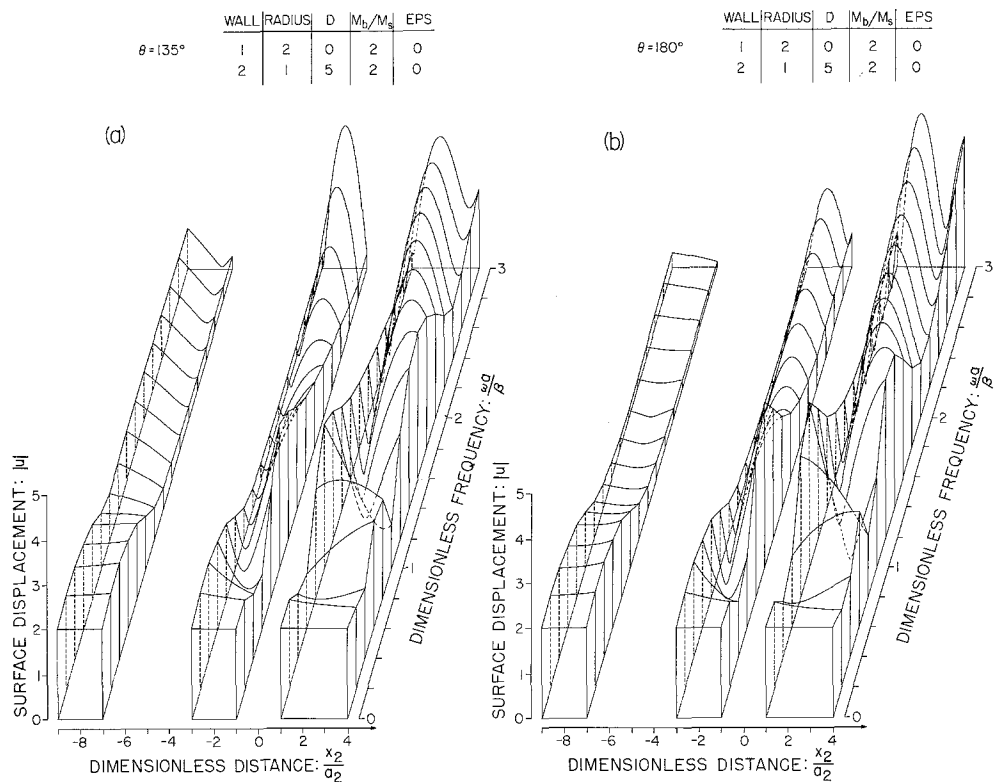 WALL RADIUS D M_b/M_s EPS
θ=135° 1 2 0 2 0
2 1 5 2 0
WALL RADIUS D M_b/M_s EPS
θ=180° 1 2 0 2 0
2 1 5 2 0
(a)
(b)
SURFACE DISPLACEMENT: |u|
5
4
3
2
1
0
-8 -6 -4 -2 0 2 4
DIMENSIONLESS DISTANCE: x_2/a_2
0 1 2 3
DIMENSIONLESS FREQUENCY: ωa/β
SURFACE DISPLACEMENT: |u|
5
4
3
2
1
0
-8 -6 -4 -2 0 2 4
DIMENSIONLESS DISTANCE: x_2/a_2
0 1 2 3
DIMENSIONLESS FREQUENCY: ωa/β